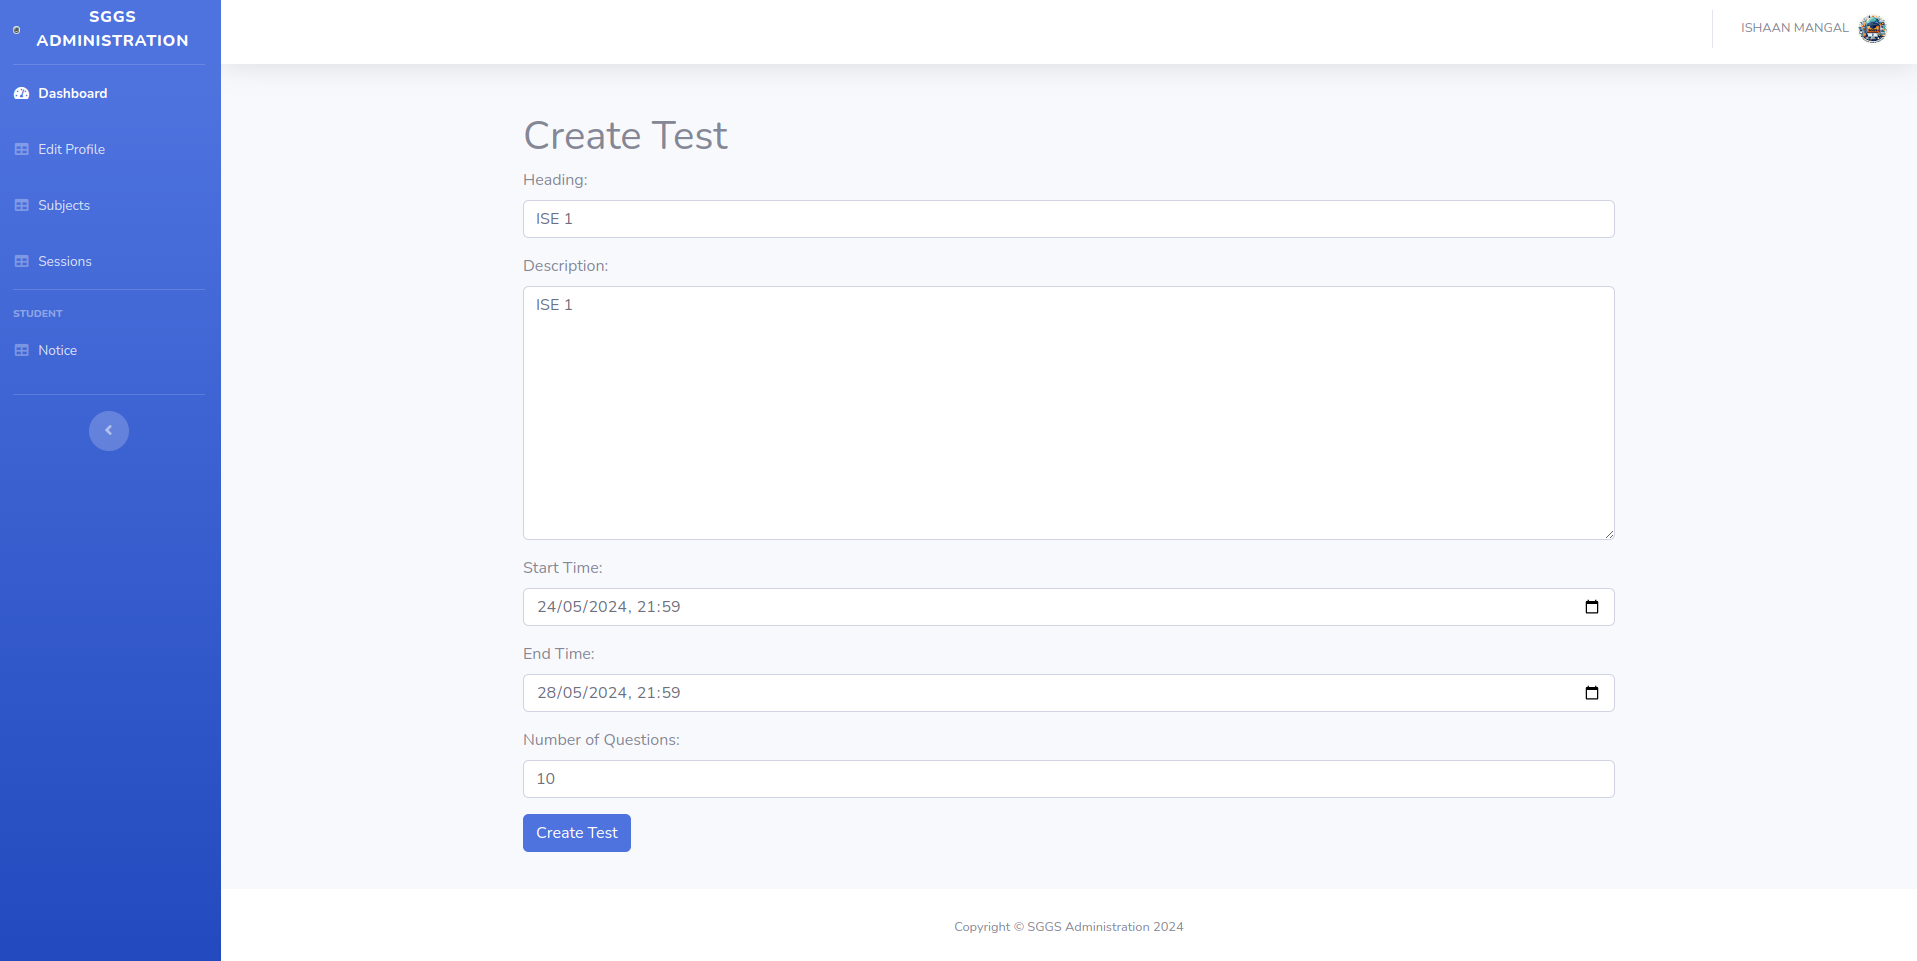 SGGS
ADMINISTRATION
Dashboard
Edit Profile
Subjects
Sessions
STUDENT
Notice
ISHAAN MANGAL
Create Test
Heading:
ISE 1
Description:
ISE 1
Start Time:
24/05/2024, 21:59
End Time:
28/05/2024, 21:59
Number of Questions:
10
Create Test
Copyright © SGGS Administration 2024